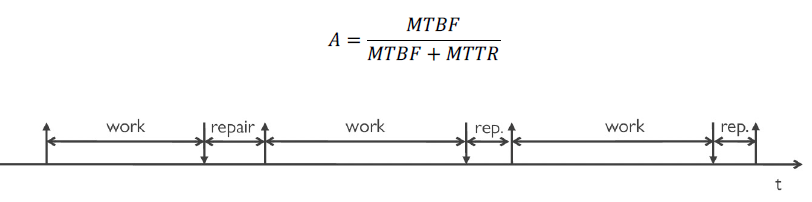 A = MTBF / MTBF + MTTR
work repair work rep. work rep.
t